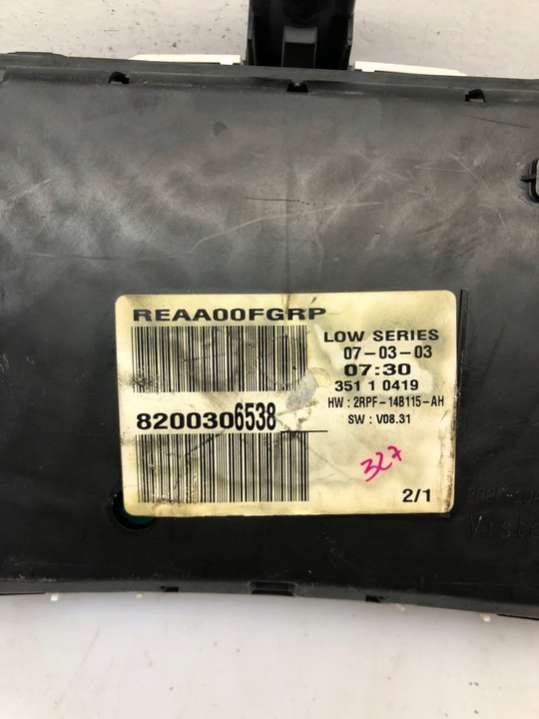 REAA00FGRP
LOW SERIES
07-03-03
07:30
351 1 0419
HW : 2RPF-14B115-AH
SW : V08.31
8200306538
327
2/1